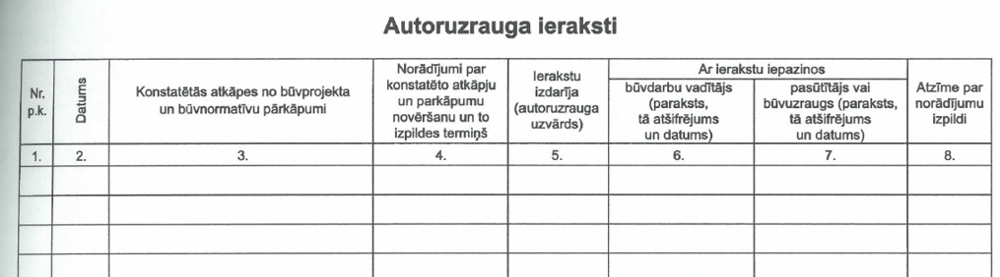 Autoruzrauga ieraksti
Nr.
p.k.
Datums
Konstatētās atkāpes no būvprojekta
un būvnormatīvu pārkāpumi
Norādījumi par
konstatēto atkāpju
un parkāpumu
novēršanu un to
izpildes termiņš
Ierakstu
izdarīja
(autoruzrauga
uzvārds)
Ar ierakstu iepazinos
būvdarbu vadītājs
(paraksts,
tā atšifrējums
un datums)
pasūtītājs vai
būvuzraugs (paraksts,
tā atšifrējums
un datums)
Atzīme par
norādījumu
izpildi
1. 2. 3. 4. 5. 6. 7. 8.